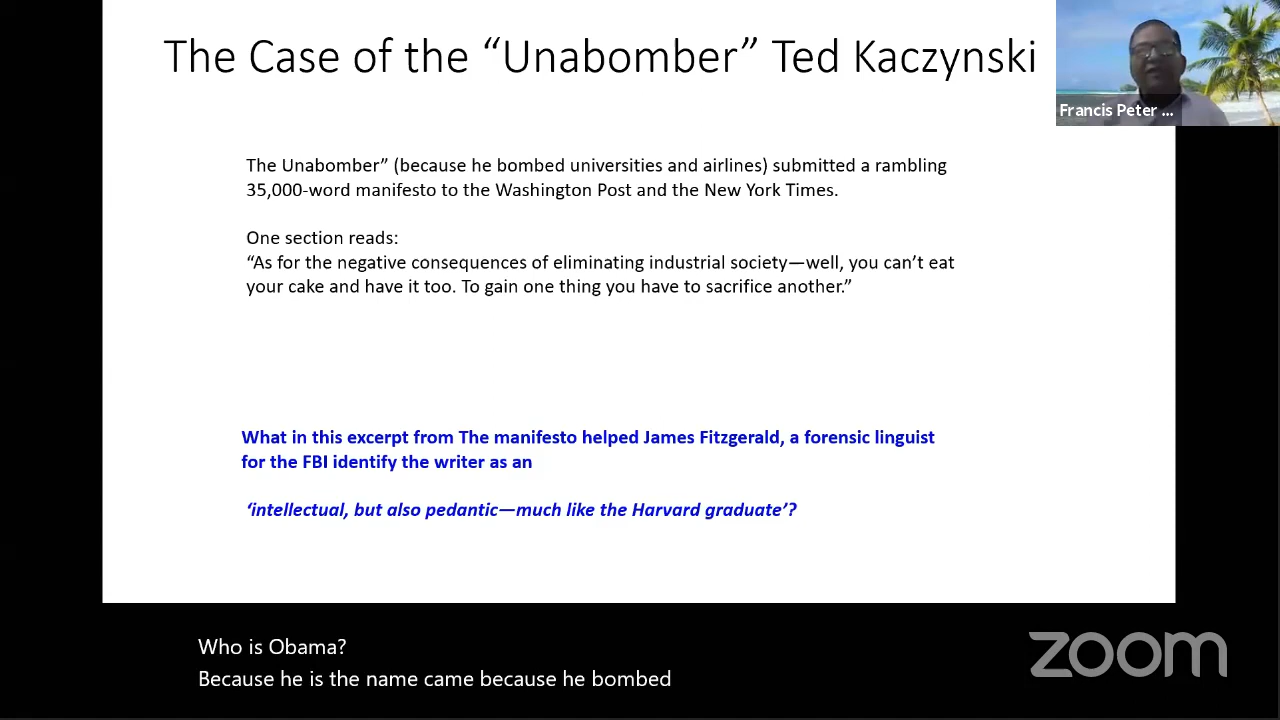 The Case of the “Unabomber” Ted Kaczynski
Francis Peter ...
The Unabomber” (because he bombed universities and airlines) submitted a rambling
35,000-word manifesto to the Washington Post and the New York Times.
One section reads:
“As for the negative consequences of eliminating industrial society—well, you can’t eat
your cake and have it too. To gain one thing you have to sacrifice another.”
What in this excerpt from The manifesto helped James Fitzgerald, a forensic linguist
for the FBI identify the writer as an
‘intellectual, but also pedantic—much like the Harvard graduate’?
Who is Obama?
Because he is the name came because he bombed
zoom